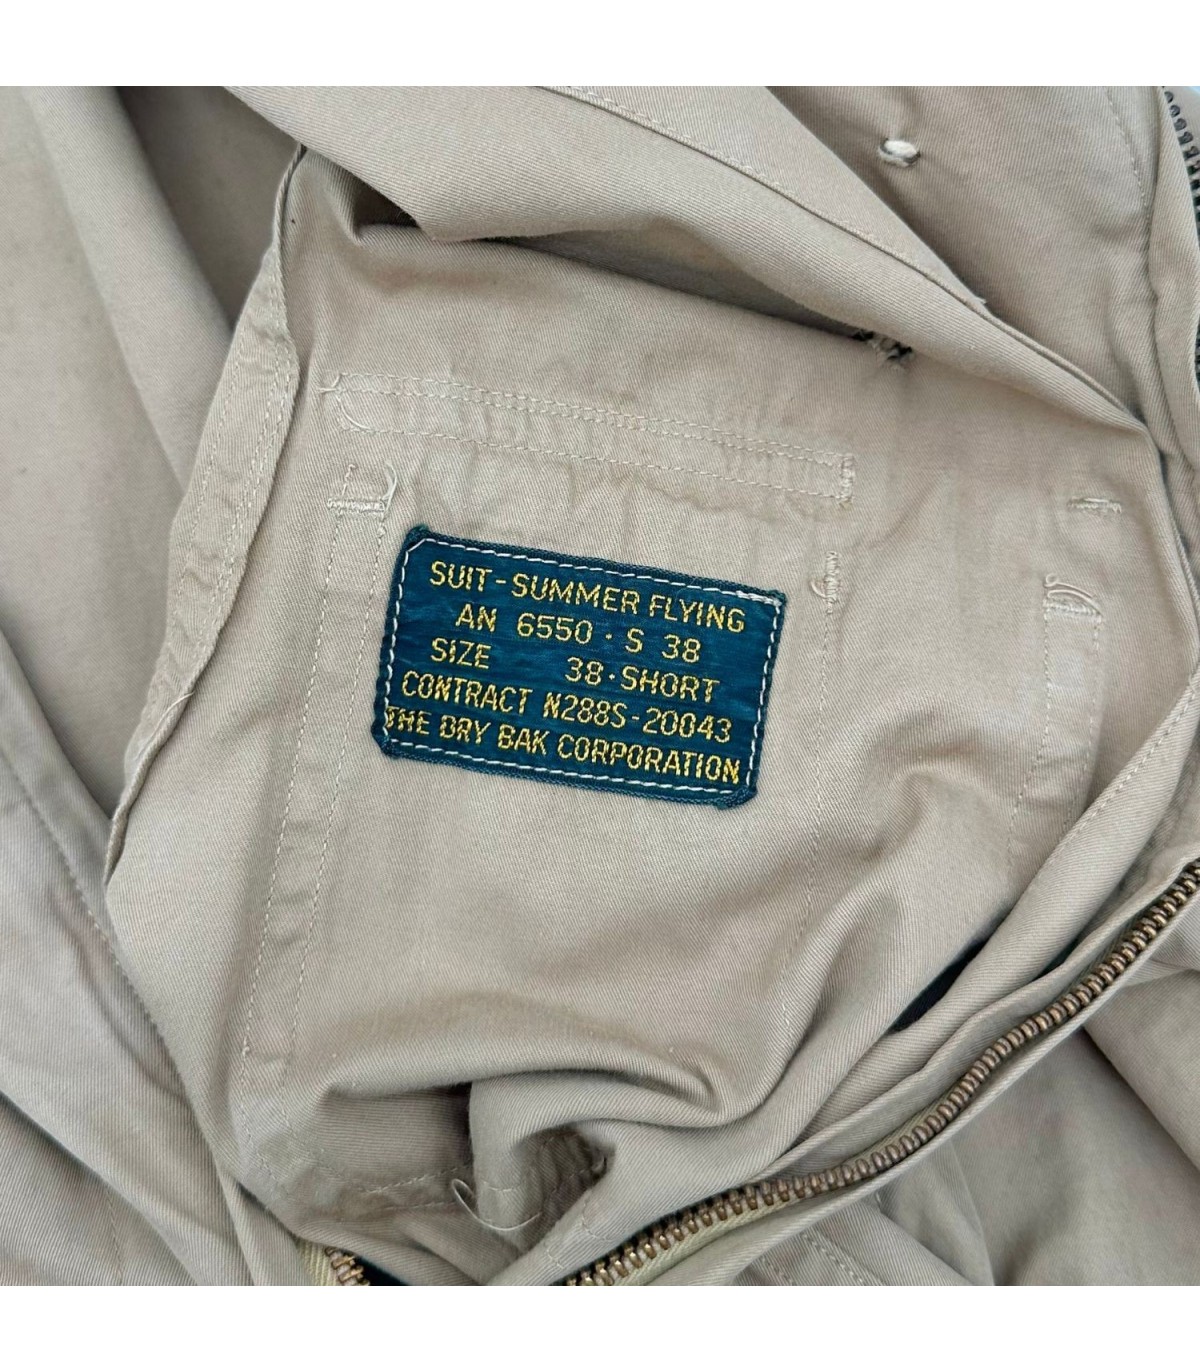 SUIT-SUMMER FLYING
AN 6550 · S 38
SIZE 38·SHORT
CONTRACT N288S-20043
THE DRY BAK CORPORATION